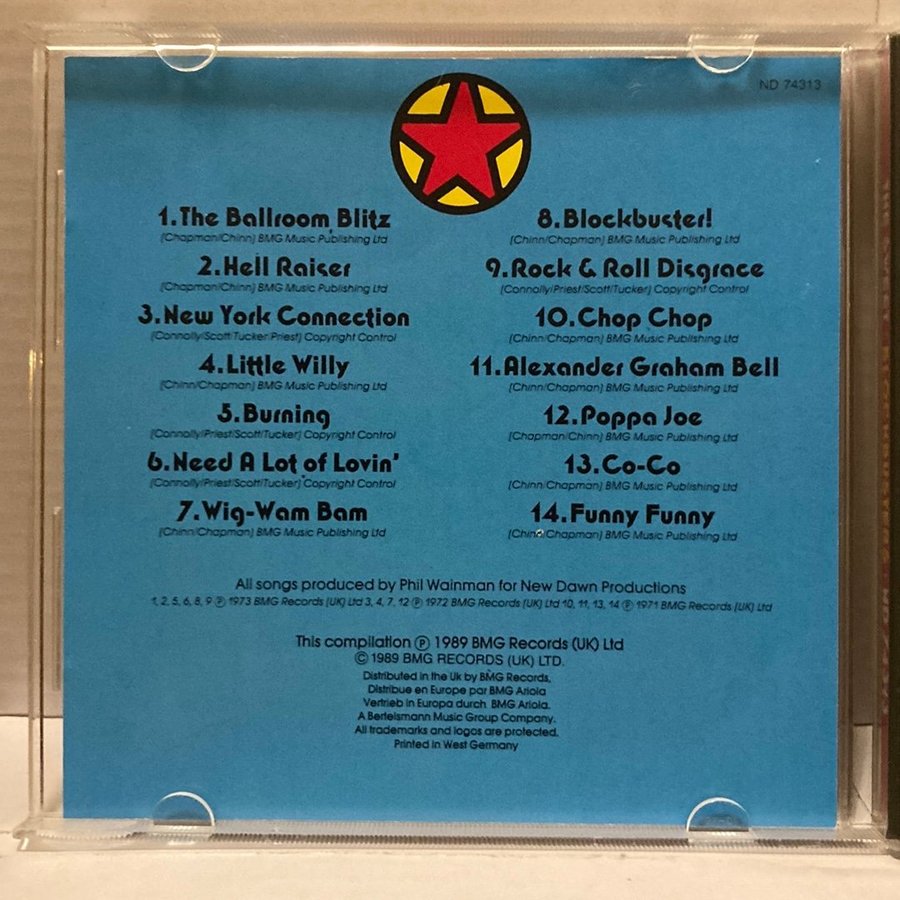 ND 74313
1.The Ballroom Blitz
(Chapman/Chinn) BMG Music Publishing Ltd
2.Hell Raiser
(Chapman/Chinn) BMG Music Publishing Ltd
3.New York Connection
(Connolly/Scott/Tucker/Priest) Copyright Control
4.Little Willy
(Chinn/Chapman) BMG Music Publishing Ltd
5.Burning
(Connolly/Priest/Scott/Tucker) Copyright Control
6.Need A Lot of Lovin'
(Connolly/Priest/Scott/Tucker) Copyright Control
7.Wig-Wam Bam
(Chinn/Chapman) BMG Music Publishing Ltd
8.Blockbuster!
(Chinn/Chapman) BMG Music Publishing Ltd
9.Rock & Roll Disgrace
(Connolly/Priest/Scott/Tucker) Copyright Control
10.Chop Chop
(Chinn/Chapman) BMG Music Publishing Ltd
11.Alexander Graham Bell
(Chinn/Chapman) BMG Music Publishing Ltd
12.Poppa Joe
(Chapman/Chinn) BMG Music Publishing Ltd
13.Co-Co
(Chinn/Chapman) BMG Music Publishing Ltd
14.Funny Funny
(Chinn/Chapman) BMG Music Publishing Ltd
All songs produced by Phil Wainman for New Dawn Productions
1, 2, 5, 6, 8, 9 ℗ 1973 BMG Records (UK) Ltd 3, 4, 7, 12 ℗ 1972 BMG Records (UK) Ltd 10, 11, 13, 14 ℗ 1971 BMG Records (UK) Ltd
This compilation ℗ 1989 BMG Records (UK) Ltd
© 1989 BMG RECORDS (UK) LTD.
Distributed in the Uk by BMG Records,
Distribue en Europe par BMG Ariola
Vertrieb in Europa durch BMG Ariola.
A Bertelsmann Music Group Company.
All trademarks and logos are protected.
Printed in West Germany